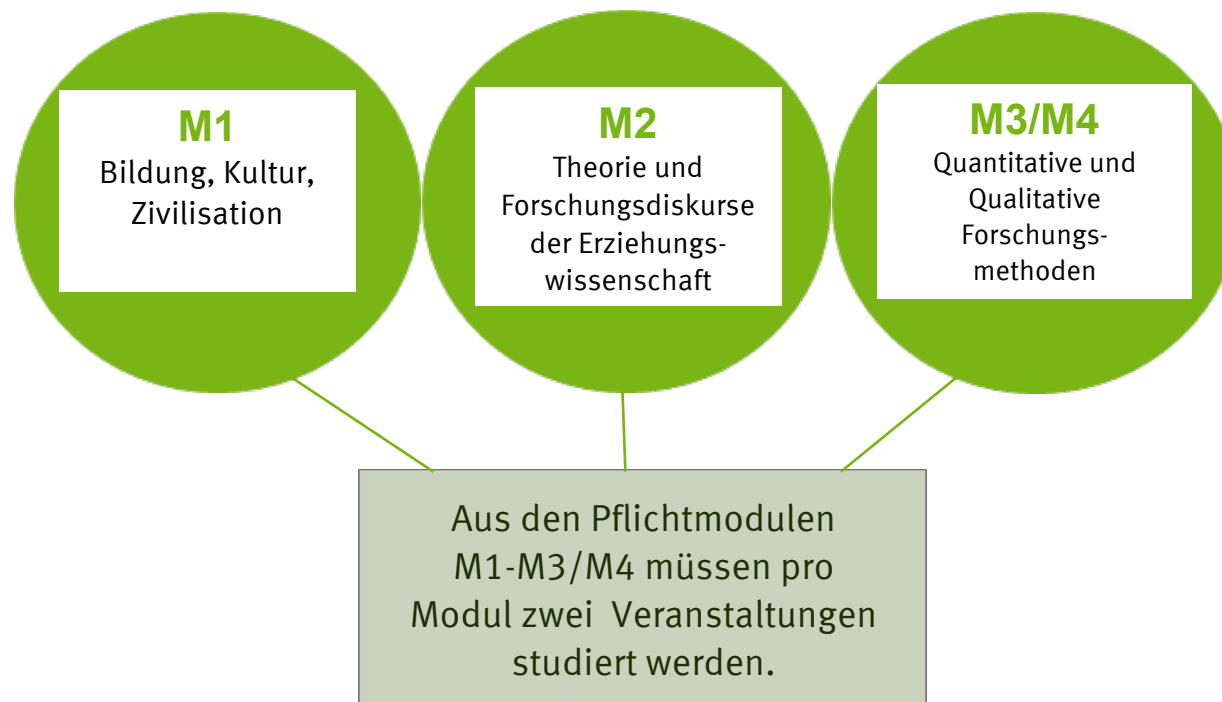 M1
Bildung, Kultur,
Zivilisation
M2
Theorie und
Forschungsdiskurse
der Erziehungs-
wissenschaft
M3/M4
Quantitative und
Qualitative
Forschungs-
methoden
Aus den Pflichtmodulen
M1-M3/M4 müssen pro
Modul zwei Veranstaltungen
studiert werden.